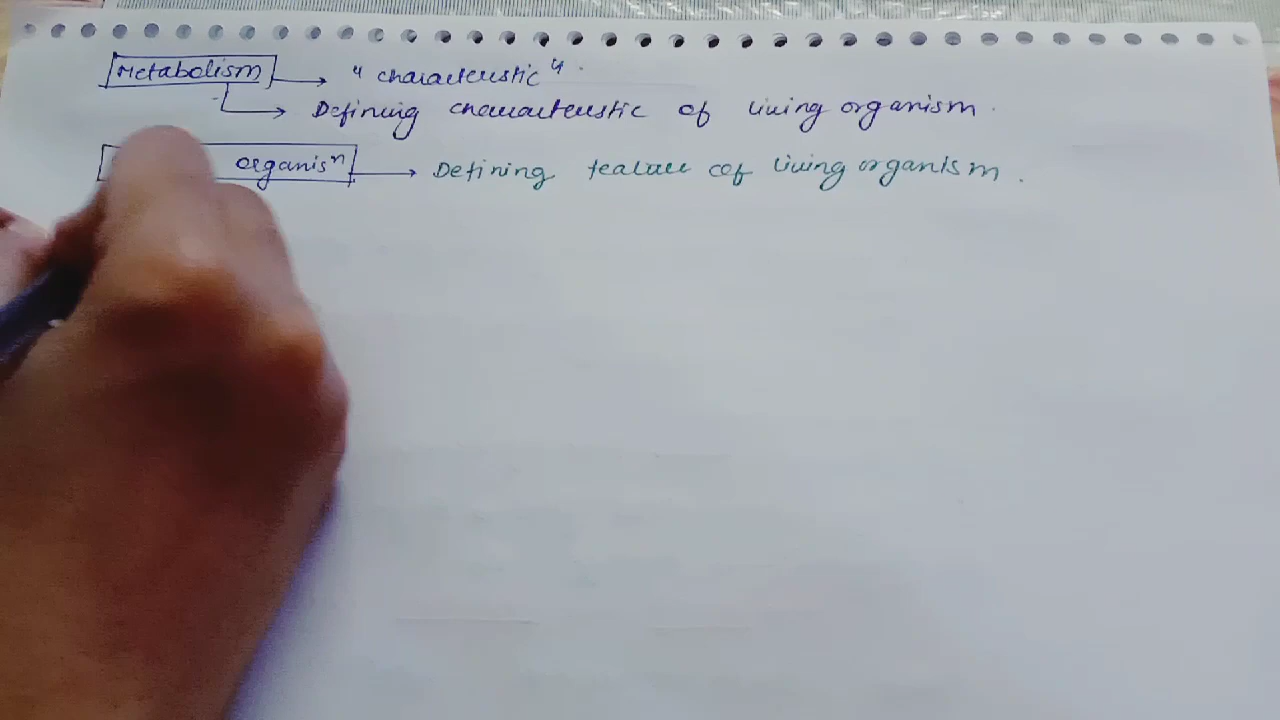 Metabolism → " characteristic " .
→ Defining characteristic of living organism .
organisⁿ → Defining feature of living organism .